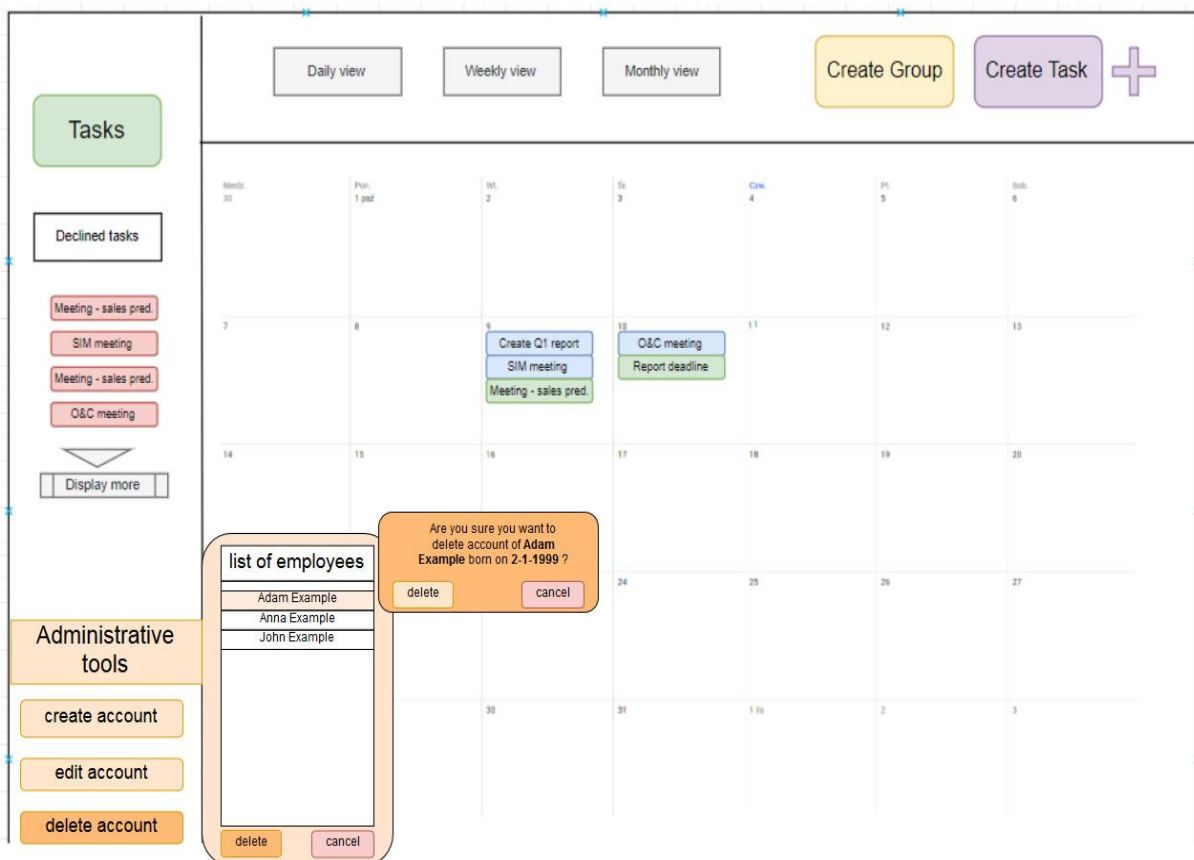 Daily view
Weekly view
Monthly view
Create Group
Create Task
Tasks
Declined tasks
Meeting - sales pred.
SIM meeting
Meeting - sales pred.
O&C meeting
Display more
Niedz.
30
Pon.
1 paź
Wt.
2
Śr.
3
Czw.
4
Pt.
5
Sob.
6
7
8
9
Create Q1 report
SIM meeting
Meeting - sales pred.
10
O&C meeting
Report deadline
11
12
13
14
15
16
17
18
19
20
24
25
26
27
30
31
1 lis
2
3
Administrative
tools
create account
edit account
delete account
list of employees
Adam Example
Anna Example
John Example
delete
cancel
Are you sure you want to
delete account of Adam
Example born on 2-1-1999 ?
delete
cancel